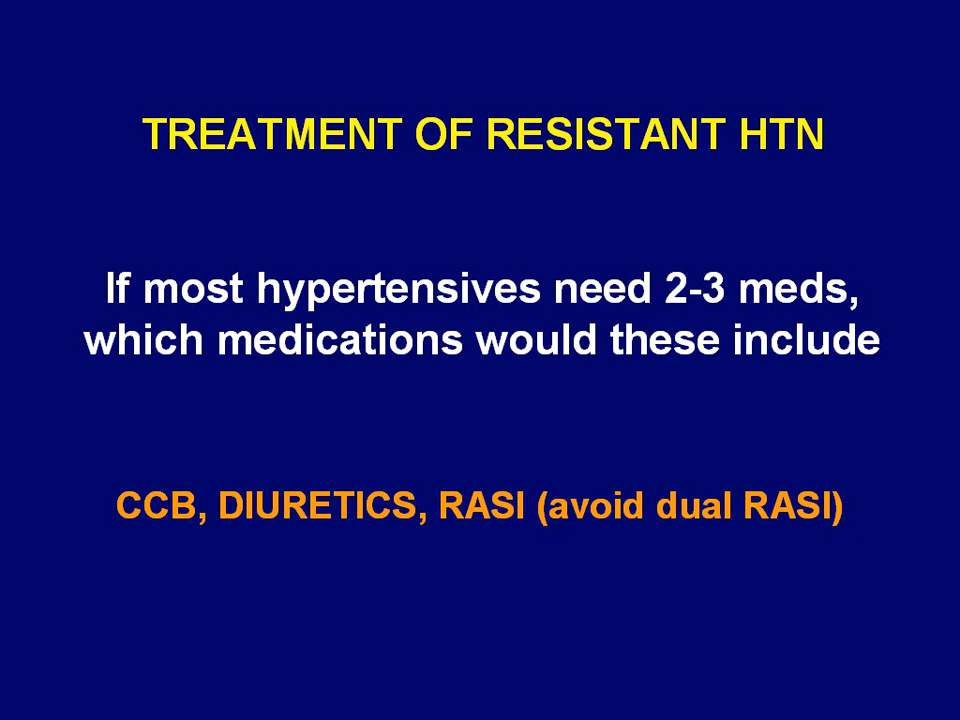 TREATMENT OF RESISTANT HTN
If most hypertensives need 2-3 meds,
which medications would these include
CCB, DIURETICS, RASI (avoid dual RASI)